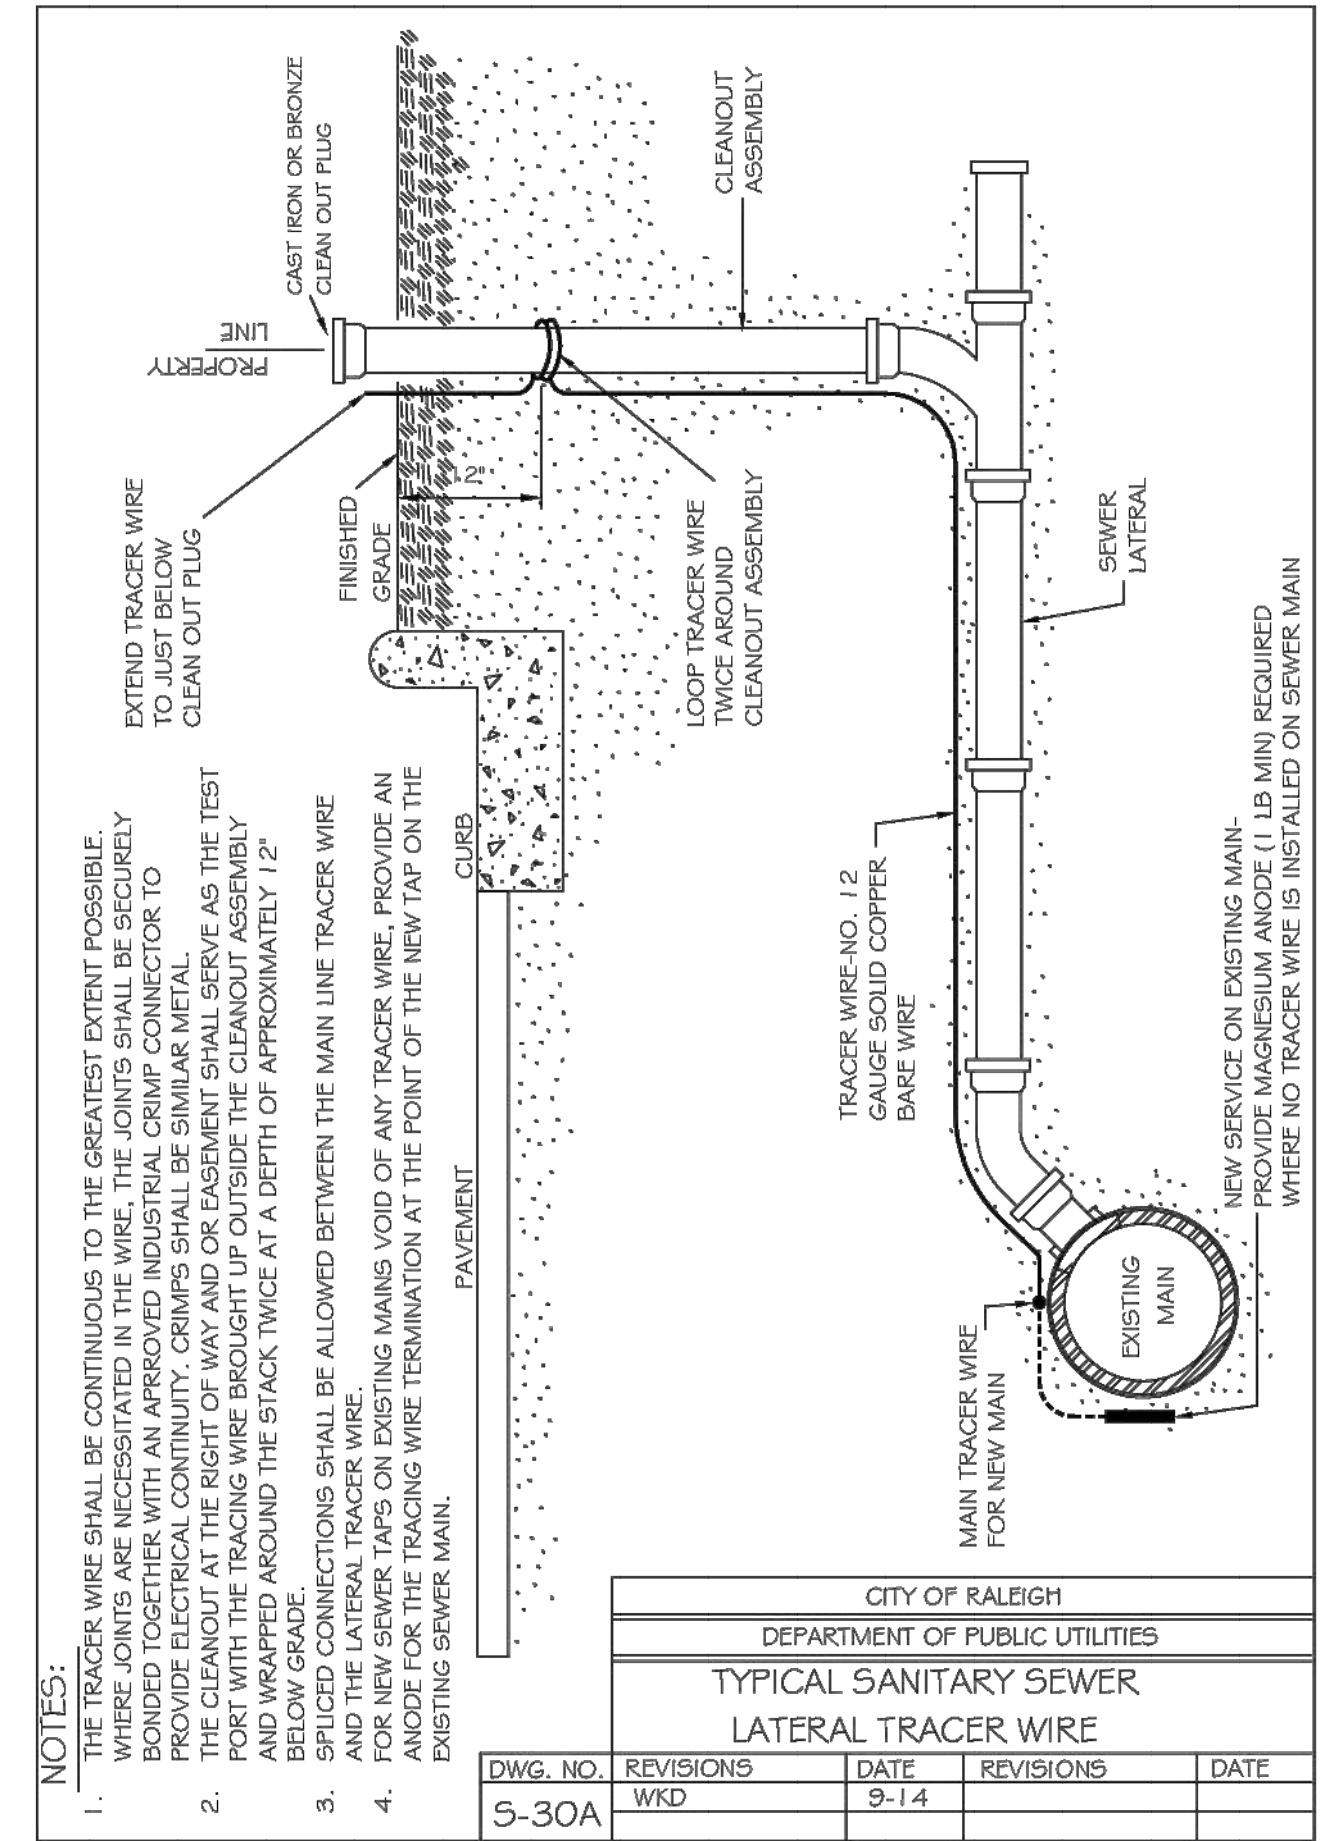 NOTES:
1. THE TRACER WIRE SHALL BE CONTINUOUS TO THE GREATEST EXTENT POSSIBLE.
WHERE JOINTS ARE NECESSITATED IN THE WIRE, THE JOINTS SHALL BE SECURELY
BONDED TOGETHER WITH AN APROVED INDUSTRIAL CRIMP CONNECTOR TO
PROVIDE ELECTRICAL CONTINUITY. CRIMPS SHALL BE SIMILAR METAL.
2. THE CLEANOUT AT THE RIGHT OF WAY AND OR EASEMENT SHALL SERVE AS THE TEST
PORT WITH THE TRACING WIRE BROUGHT UP OUTSIDE THE CLEANOUT ASSEMBLY
AND WRAPPED AROUND THE STACK TWICE AT A DEPTH OF APPROXIMATELY 12"
BELOW GRADE.
3. SPLICED CONNECTIONS SHALL BE ALLOWED BETWEEN THE MAIN LINE TRACER WIRE
AND THE LATERAL TRACER WIRE.
4. FOR NEW SEWER TAPS ON EXISTING MAINS VOID OF ANY TRACER WIRE, PROVIDE AN
ANODE FOR THE TRACING WIRE TERMINATION AT THE POINT OF THE NEW TAP ON THE
EXISTING SEWER MAIN.
EXTEND TRACER WIRE
TO JUST BELOW
CLEAN OUT PLUG
PROPERTY
LINE
CAST IRON OR BRONZE
CLEAN OUT PLUG
FINISHED
GRADE
12"
PAVEMENT
CURB
LOOP TRACER WIRE
TWICE AROUND
CLEANOUT ASSEMBLY
CLEANOUT
ASSEMBLY
TRACER WIRE-NO. 12
GAUGE SOLID COPPER
BARE WIRE
SEWER
LATERAL
MAIN TRACER WIRE
FOR NEW MAIN
EXISTING
MAIN
NEW SERVICE ON EXISTING MAIN-
PROVIDE MAGNESIUM ANODE (1 LB MIN) REQUIRED
WHERE NO TRACER WIRE IS INSTALLED ON SEWER MAIN
CITY OF RALEIGH
DEPARTMENT OF PUBLIC UTILITIES
TYPICAL SANITARY SEWER
LATERAL TRACER WIRE
DWG. NO. REVISIONS DATE REVISIONS DATE
S-30A WKD 9-14